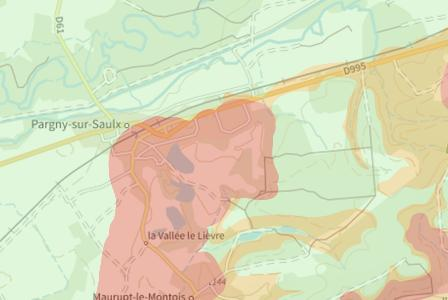 D61
D995
Pargny-sur-Saulx
la Vallée le Lièvre
Maurupt-le-Montois